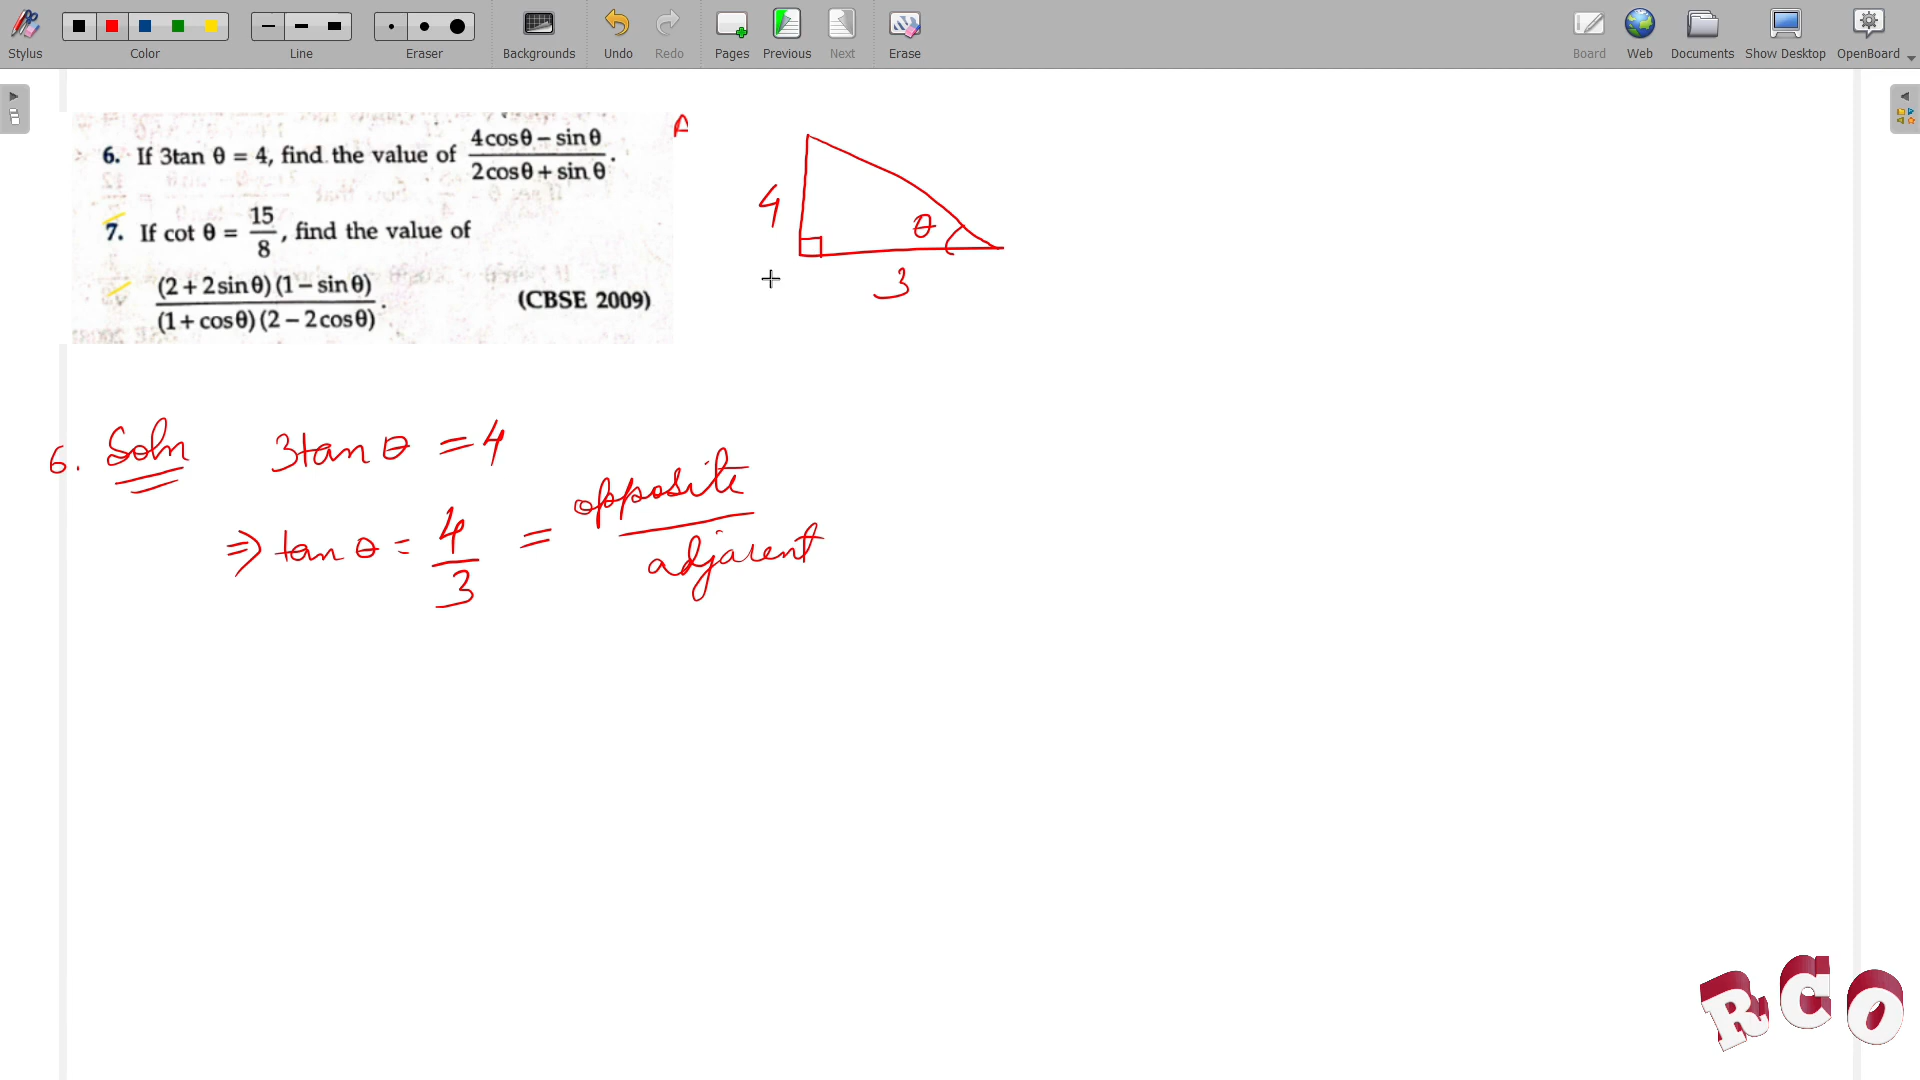 Stylus Color Line Eraser Backgrounds Undo Redo Pages Previous Next Erase Board Web Documents Show Desktop OpenBoard
6. If 3tan θ = 4, find the value of (4cosθ – sinθ)/(2cosθ + sinθ).
7. If cot θ = 15/8, find the value of
(2 + 2sinθ)(1 – sinθ)/(1 + cosθ)(2 – 2cosθ).
(CBSE 2009)
A
4
θ
3
6. Soln 3tan θ = 4
⇒ tan θ = 4/3 = opposite/adjacent
RCO